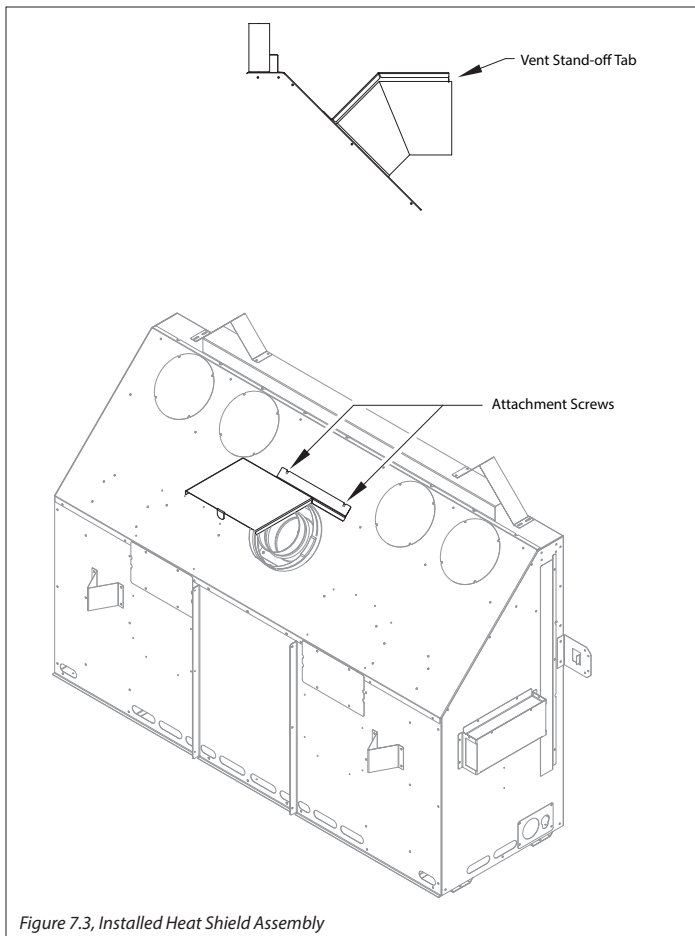 Vent Stand-off Tab
Attachment Screws
Figure 7.3, Installed Heat Shield Assembly